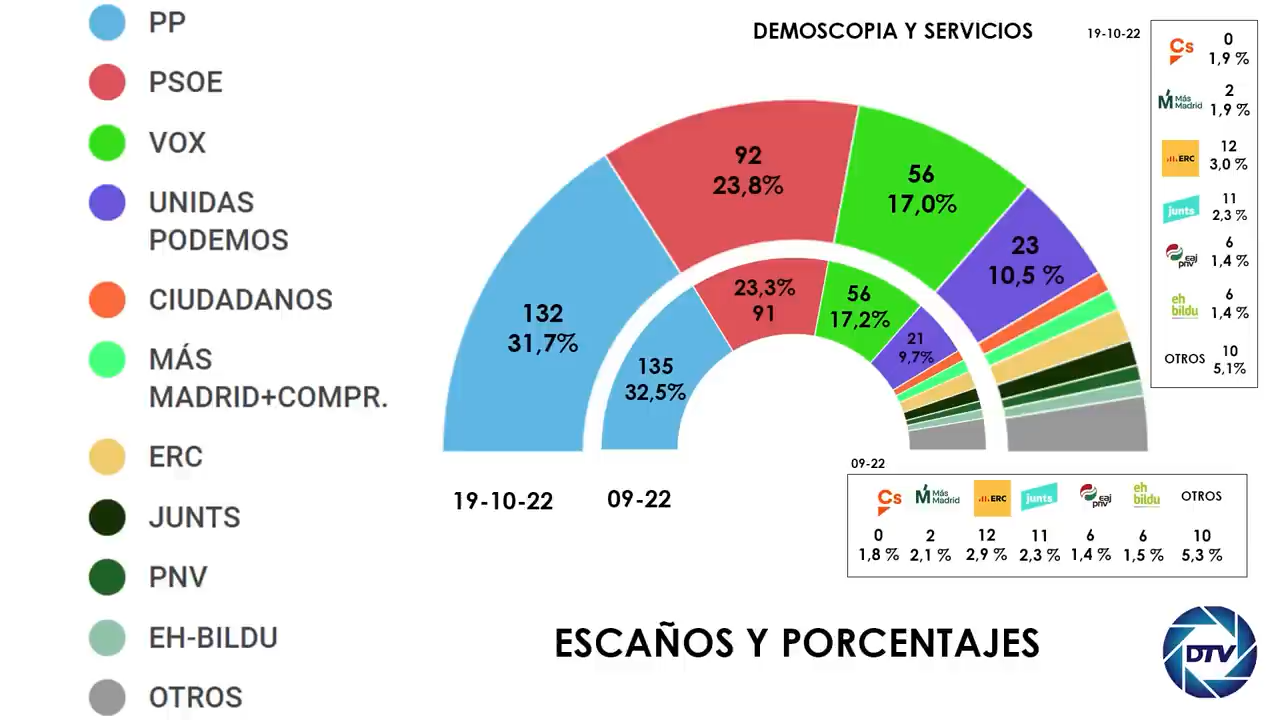 PP
PSOE
VOX
UNIDAS
PODEMOS
CIUDADANOS
MÁS
MADRID+COMPR.
ERC
JUNTS
PNV
EH-BILDU
OTROS
DEMOSCOPIA Y SERVICIOS
19-10-22
132
31,7%
92
23,8%
56
17,0%
23
10,5 %
135
32,5%
23,3%
91
56
17,2%
21
9,7%
19-10-22
09-22
Cs
0
1,9 %
M Más
Madrid
2
1,9 %
ERC
12
3,0 %
junts
11
2,3 %
eaj
pnv
6
1,4 %
eh
bildu
6
1,4 %
OTROS
10
5,1%
09-22
Cs
M Más
Madrid
ERC
junts
eaj
pnv
eh
bildu
OTROS
0 2 12 11 6 6 10
1,8 % 2,1 % 2,9 % 2,3 % 1,4 % 1,5 % 5,3 %
ESCAÑOS Y PORCENTAJES
DTV